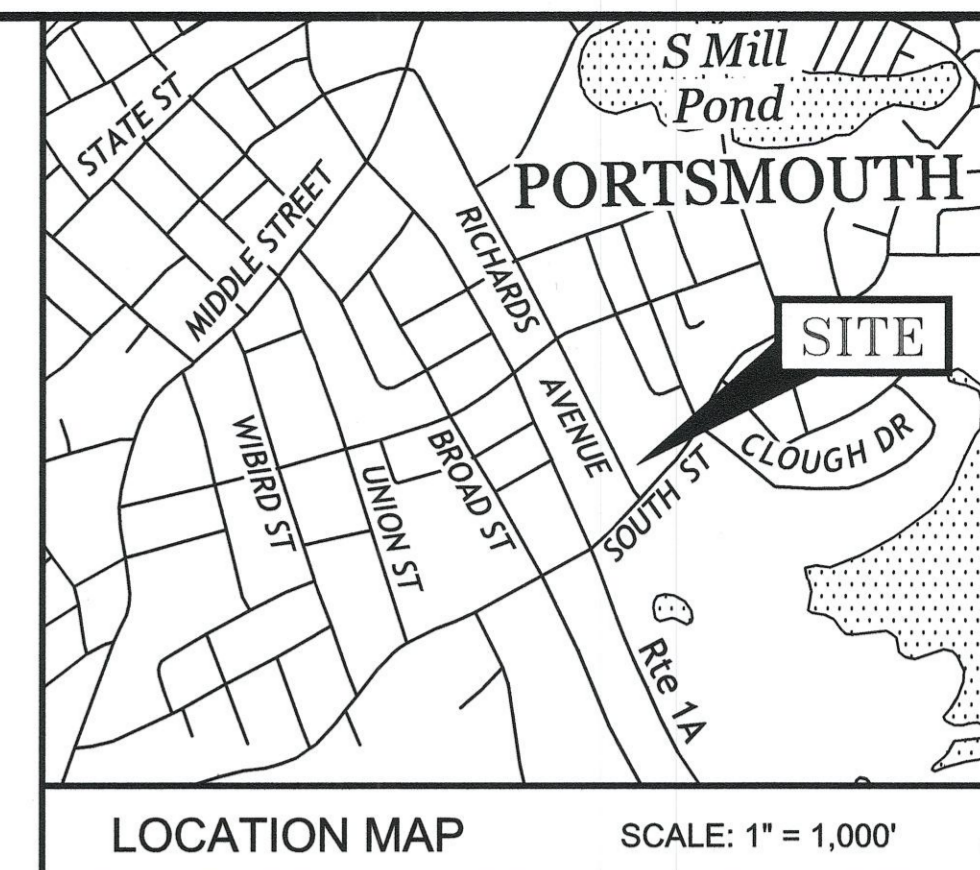 S Mill
Pond
STATE ST
PORTSMOUTH
MIDDLE STREET
RICHARDS
AVENUE
SITE
WIBIRD ST
UNION ST
BROAD ST
SOUTH ST
CLOUGH DR
Rte 1A
LOCATION MAP
SCALE: 1" = 1,000'